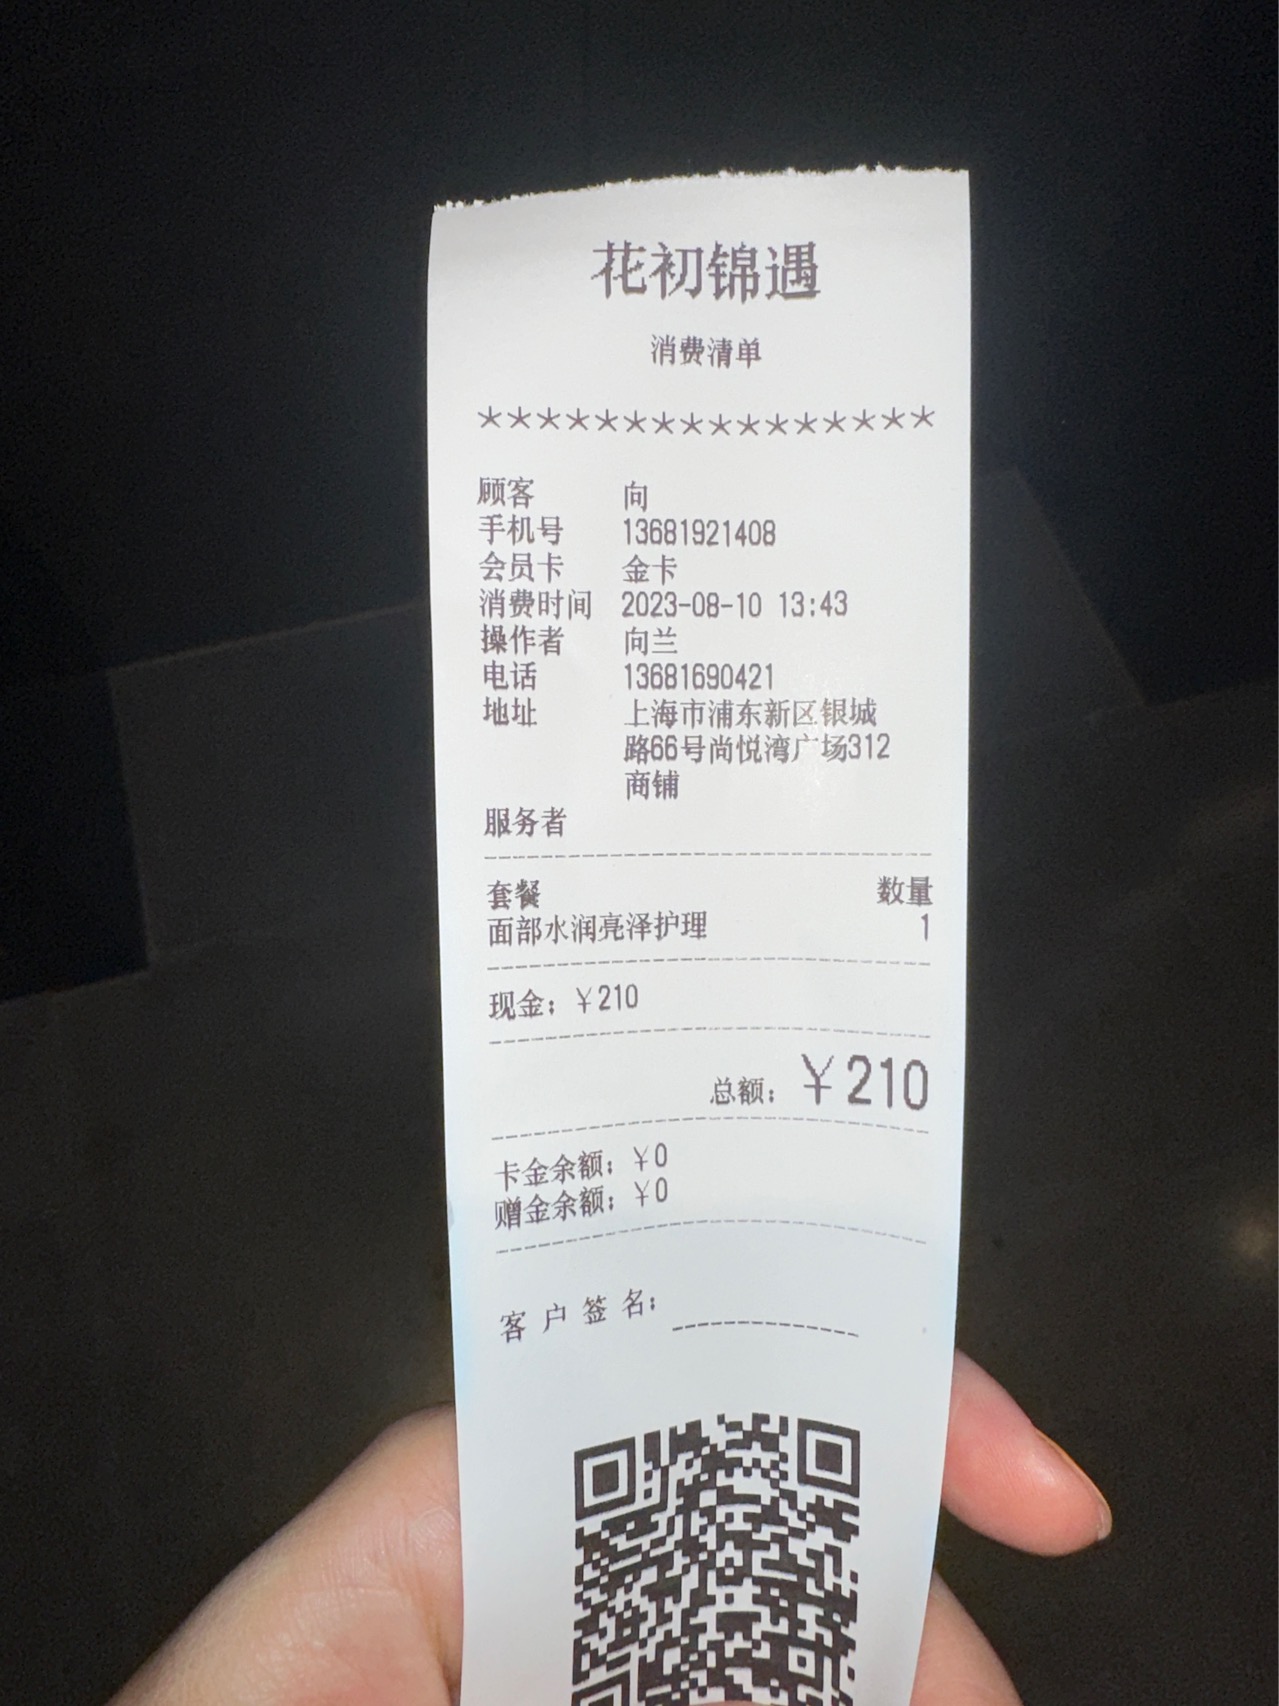 花初锦遇
消费清单
****************
顾客 向
手机号 13681921408
会员卡 金卡
消费时间 2023-08-10 13:43
操作者 向兰
电话 13681690421
地址 上海市浦东新区银城
路66号尚悦湾广场312
商铺
服务者
套餐 数量
面部水润亮泽护理 1
现金：￥210
总额：￥210
卡金余额：￥0
赠金余额：￥0
客户签名：